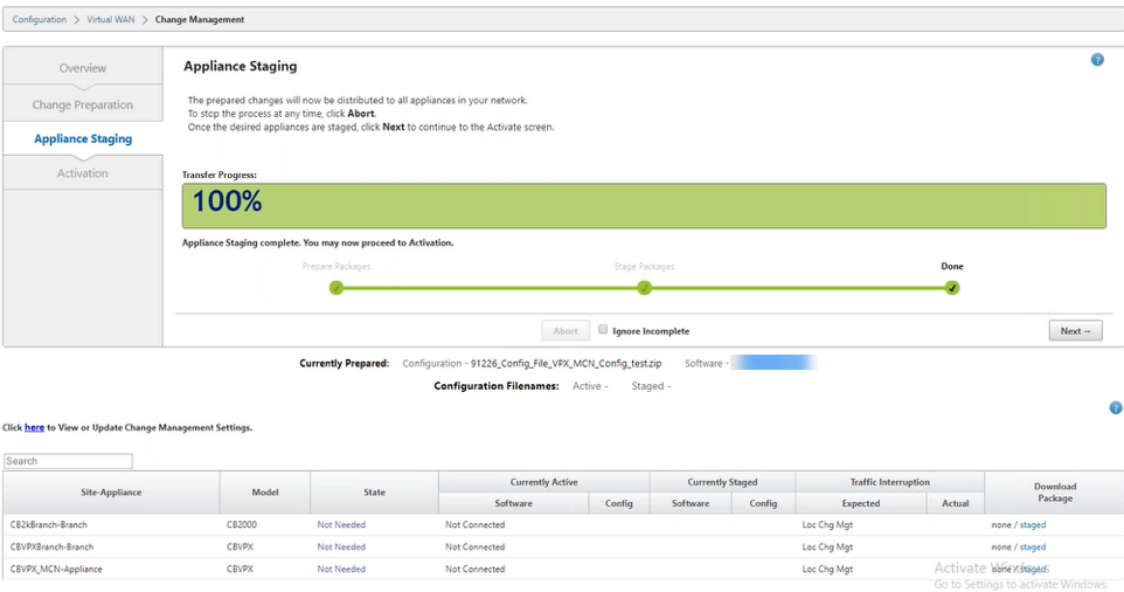 Configuration > Virtual WAN > Change Management
Overview
Change Preparation
Appliance Staging
Activation
Appliance Staging
?
The prepared changes will now be distributed to all appliances in your network.
To stop the process at any time, click Abort.
Once the desired appliances are staged, click Next to continue to the Activate screen.
Transfer Progress:
100%
Appliance Staging complete. You may now proceed to Activation.
Prepare Packages Stage Packages Done
Abort Ignore Incomplete Next →
Currently Prepared: Configuration - 91226_Config_File_VPX_MCN_Config_test.zip Software -
Configuration Filenames: Active - Staged -
?
Click here to View or Update Change Management Settings.
Search
Site-Appliance Model State Currently Active Currently Staged Traffic Interruption Download Package
Software Config Software Config Expected Actual
CB2kBranch-Branch CB2000 Not Needed Not Connected Loc Chg Mgt none / staged
CBVPXBranch-Branch CBVPX Not Needed Not Connected Loc Chg Mgt none / staged
CBVPX_MCN-Appliance CBVPX Not Needed Not Connected Loc Chg Mgt none / staged
Activate Windows
Go to Settings to activate Windows.